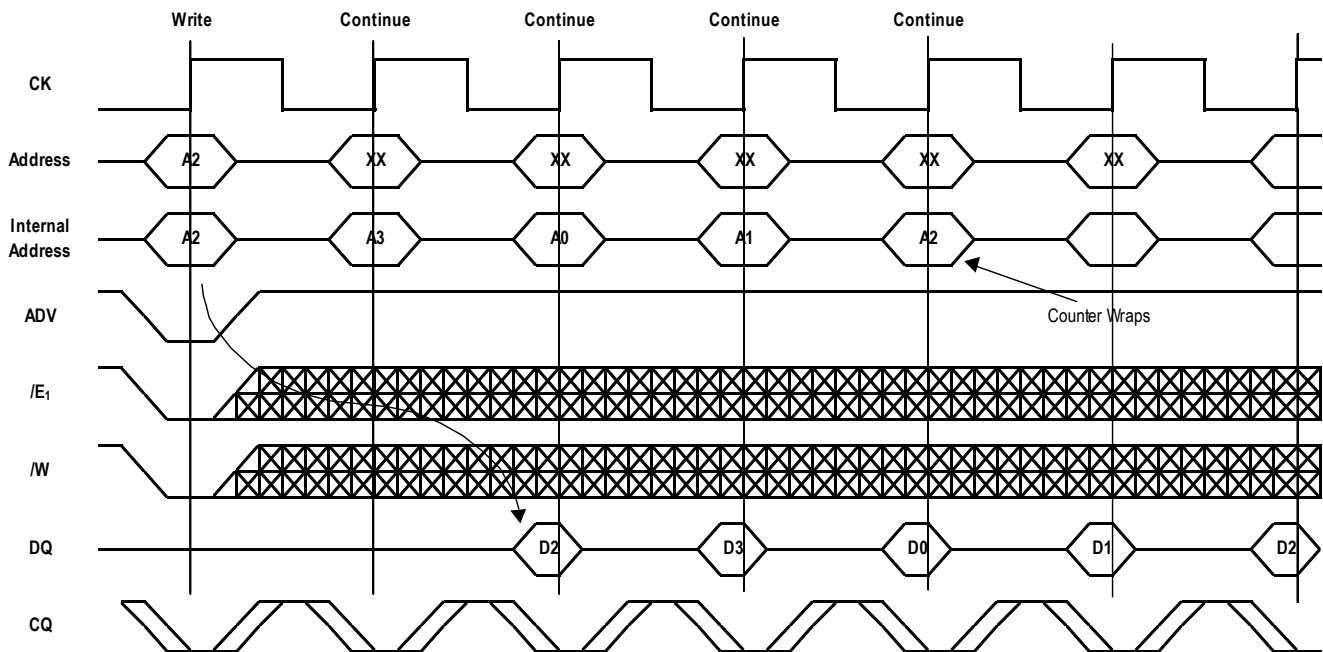 Write Continue Continue Continue Continue
CK
Address A2 XX XX XX XX XX
Internal
Address
A2 A3 A0 A1 A2
ADV
Counter Wraps
/E1
/W
DQ D2 D3 D0 D1 D2
CQ